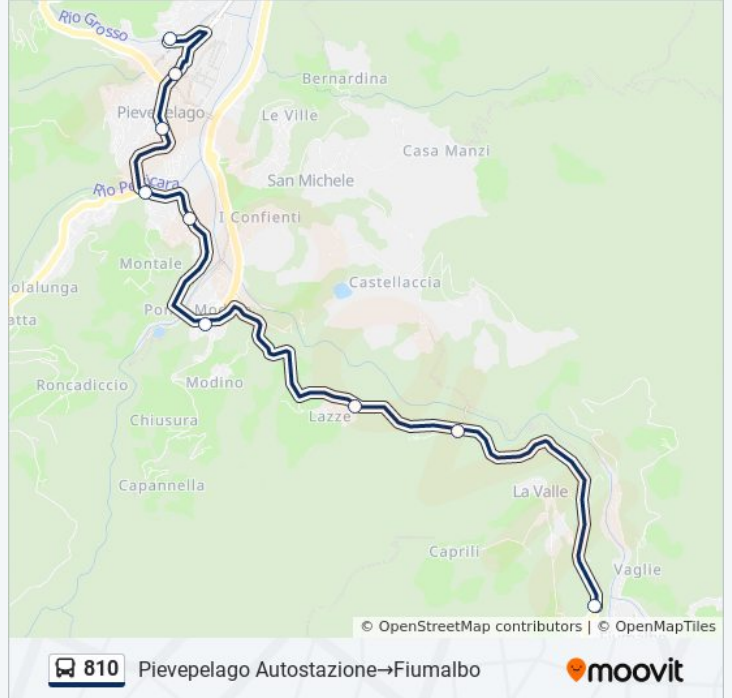 Rio Grosso
Bernardina
Pievepelago
Le Ville
Casa Manzi
San Michele
Rio Perticara
I Confienti
Montale
olalunga
Castellaccia
atta
Roncadiccio
Modino
Lazze
Chiusura
Capannella
La Valle
Caprili
Vaglie
© OpenStreetMap contributors | © OpenMapTiles
810 Pievepelago Autostazione→Fiumalbo moovit